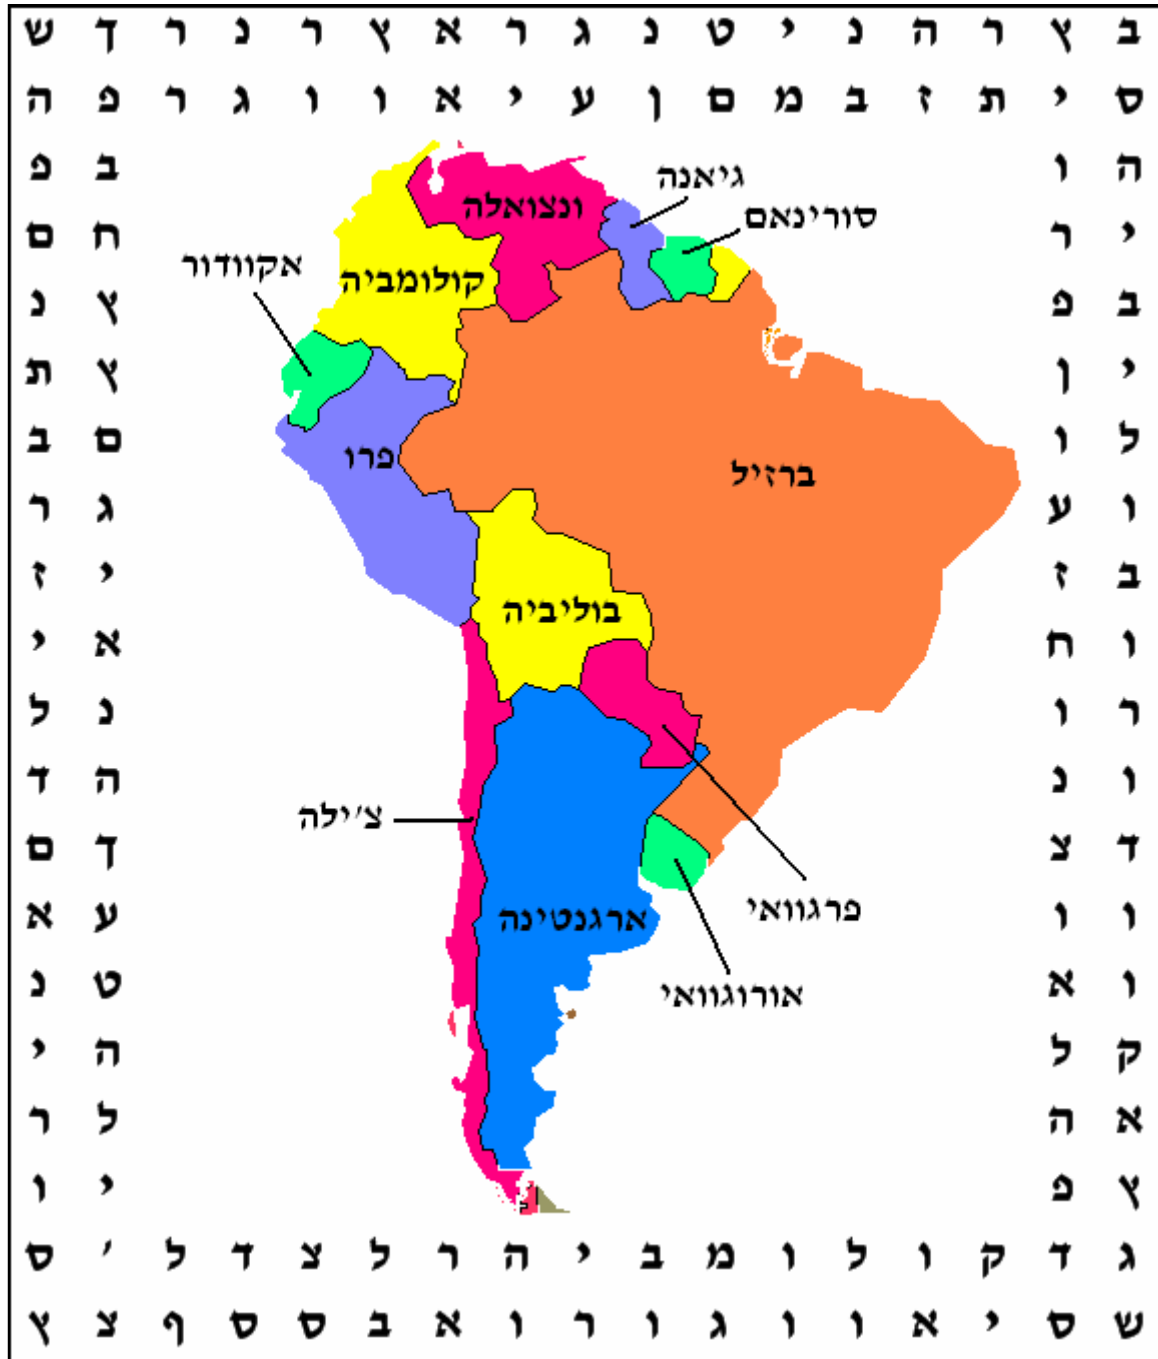 ב ץ ר ה נ י ט נ ג ר א ץ ר נ ר ך ש
ס י ת ז ב מ ם ן ע י א ו ו ג ר פ ה
ה ו ב פ
גיאנה
ונצואלה
סורינאם
י ר ח ם
אקוודור
קולומביה
ב פ ץ נ
י ן ץ ת
ל ו ם ב
פרו
ברזיל
ו ע ג ר
ב ז י ז
בוליביה
ו ח א י
ר ו נ ל
ו נ ה ד
צ'ילה
ד צ ך ם
פרגוואי
ארגנטינה
ו ו ע א
אורוגוואי
ו א ט נ
ק ל ה י
א ה ל ר
ץ פ י ו
ג ד ק ו ל ו מ ב י ה ר ל צ ד ל ' ס
ש ס י א ו ו ג ו ר ו א ב ס ס ף צ ץ